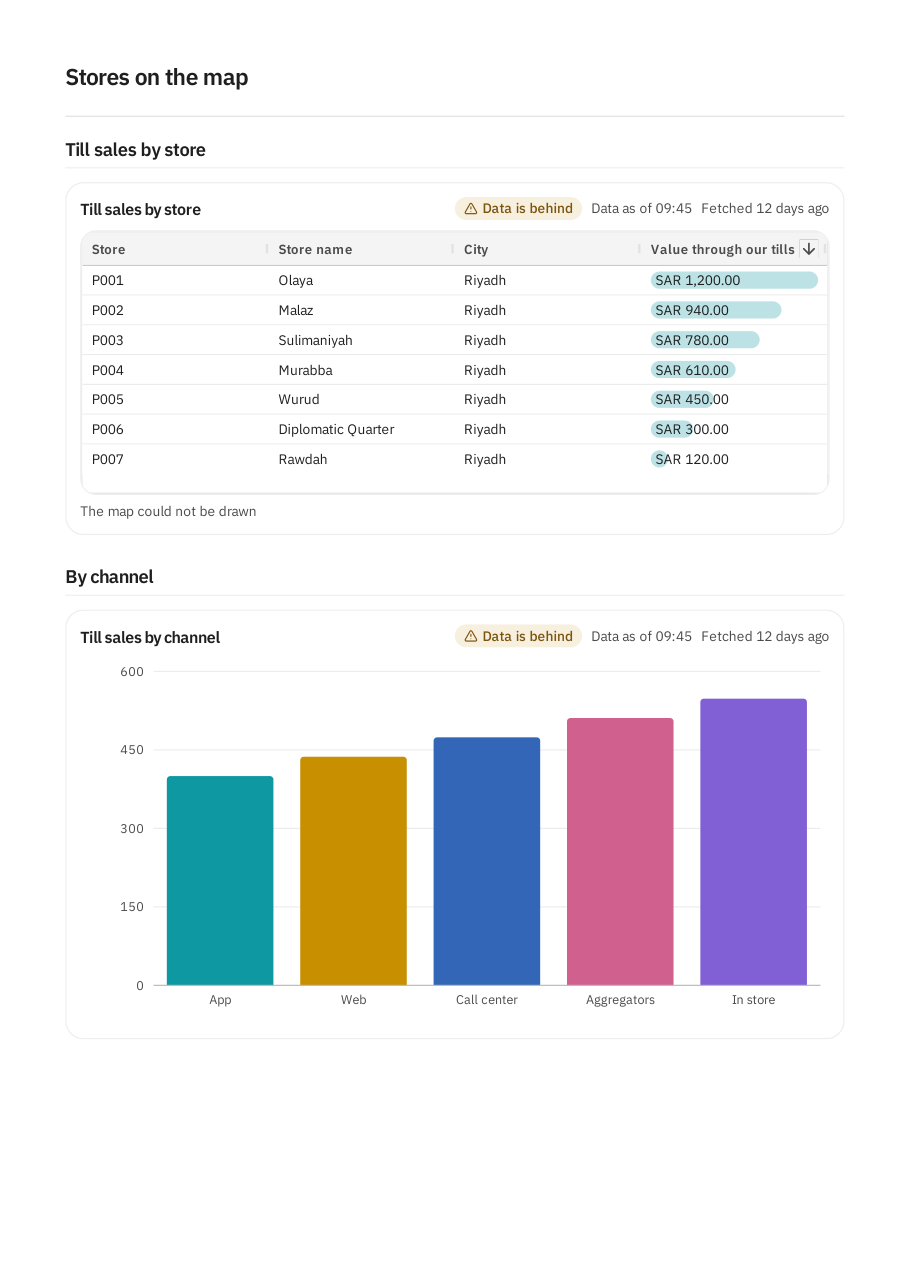 Stores on the map
Till sales by store
Till sales by store Data is behind Data as of 09:45 Fetched 12 days ago
Store Store name City Value through our tills
P001 Olaya Riyadh SAR 1,200.00
P002 Malaz Riyadh SAR 940.00
P003 Sulimaniyah Riyadh SAR 780.00
P004 Murabba Riyadh SAR 610.00
P005 Wurud Riyadh SAR 450.00
P006 Diplomatic Quarter Riyadh SAR 300.00
P007 Rawdah Riyadh SAR 120.00
The map could not be drawn
By channel
Till sales by channel Data is behind Data as of 09:45 Fetched 12 days ago
600
450
300
150
0
App Web Call center Aggregators In store